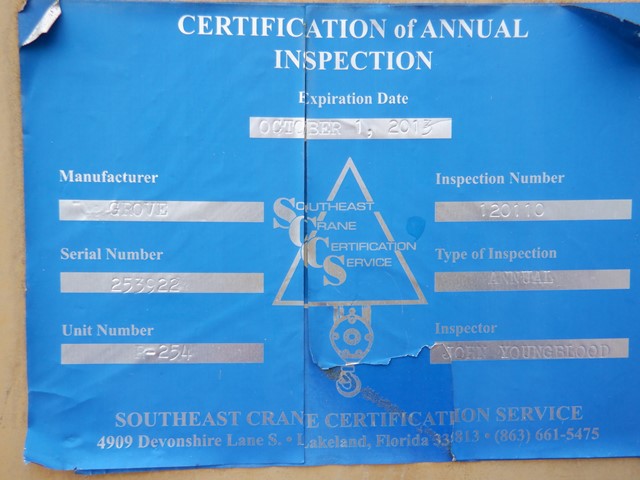 CERTIFICATION of ANNUAL
INSPECTION
Expiration Date
OCTOBER 1, 2013
Manufacturer
GROVE
Serial Number
253922
Unit Number
-254
SOUTHEAST
CRANE
CERTIFICATION
SERVICE
Inspection Number
120110
Type of Inspection
ANNUAL
Inspector
YOUNGBLOOD
SOUTHEAST CRANE CERTIFICATION SERVICE
4909 Devonshire Lane S. • Lakeland, Florida 33813 • (863) 661-5475